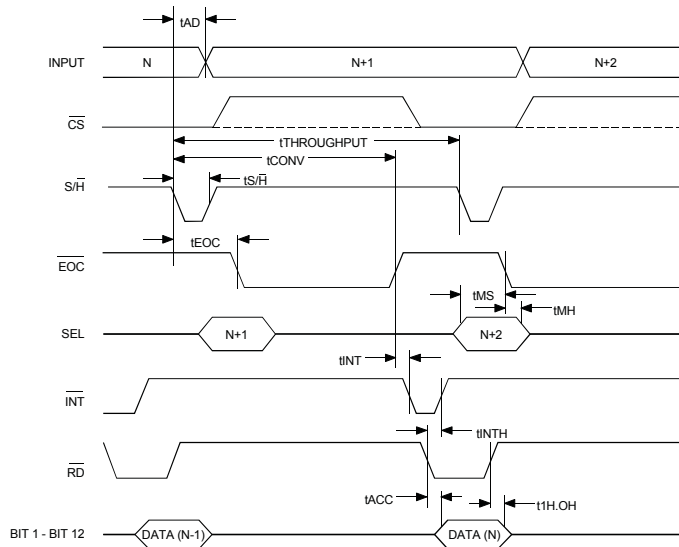 tAD
INPUT N N+1 N+2
CS
tTHROUGHPUT
tCONV
S/H tS/H
tEOC
EOC
tMS
tMH
SEL N+1 N+2
tINT
INT
tINTH
RD
tACC t1H.OH
BIT 1 - BIT 12 DATA (N-1) DATA (N)